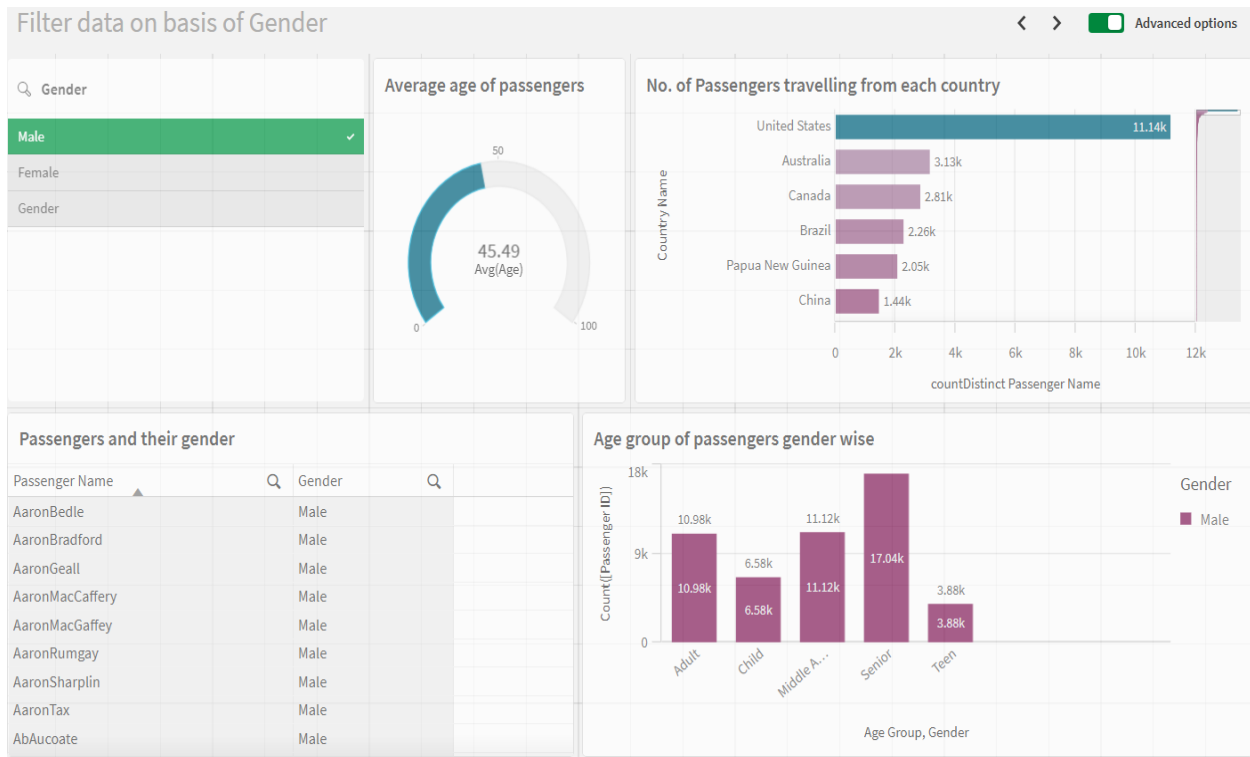 Filter data on basis of Gender
Advanced options
Gender
Male
Female
Gender
Average age of passengers
50
45.49
Avg(Age)
0
100
No. of Passengers travelling from each country
Country Name
United States 11.14k
Australia 3.13k
Canada 2.81k
Brazil 2.26k
Papua New Guinea 2.05k
China 1.44k
0 2k 4k 6k 8k 10k 12k
countDistinct Passenger Name
Passengers and their gender
Passenger Name Gender
AaronBedle Male
AaronBradford Male
AaronGeall Male
AaronMacCaffery Male
AaronMacGaffey Male
AaronRumgay Male
AaronSharplin Male
AaronTax Male
AbAucoate Male
Age group of passengers gender wise
Count([Passenger ID])
18k
9k
0
10.98k
10.98k
6.58k
6.58k
11.12k
11.12k
17.04k
3.88k
3.88k
Adult Child Middle A... Senior Teen
Age Group, Gender
Gender
Male